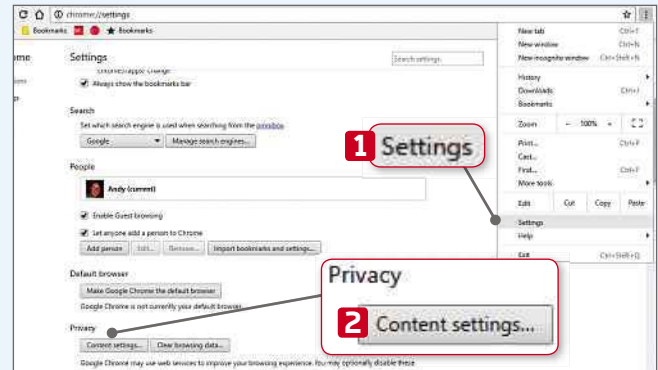 chrome://settings
Bookmarks Bookmarks
ome Settings Search settings
Always show the bookmarks bar
Search
Set which search engine is used when searching from the omnibox
Google Manage search engines...
People
Andy (current)
Enable Guest browsing
Let anyone add a person to Chrome
Add person Edit... Remove... Import bookmarks and settings...
Default browser
Make Google Chrome the default browser
Google Chrome is not currently your default browser.
Privacy
Content settings... Clear browsing data...
Google Chrome may use web services to improve your browsing experience. You may optionally disable these
New tab Ctrl+T
New window Ctrl+N
New incognito window Ctrl+Shift+N
History
Downloads Ctrl+J
Bookmarks
Zoom - 100% +
Print... Ctrl+P
Cast...
Find... Ctrl+F
More tools
Edit Cut Copy Paste
Settings
Help
Exit Ctrl+Shift+Q
1 Settings
Privacy
2 Content settings...